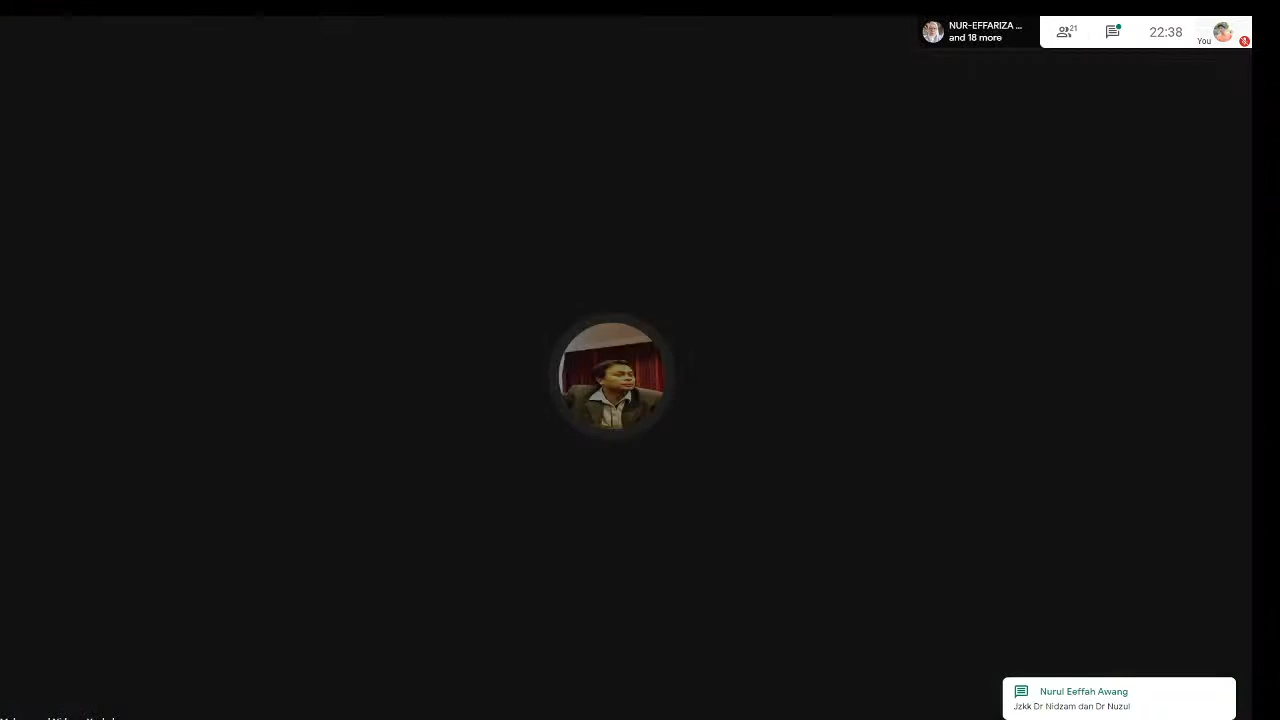 NUR-EFFARIZA ...
and 18 more
21
22:38
You
Nurul Eeffah Awang
Jzkk Dr Nidzam dan Dr Nuzul